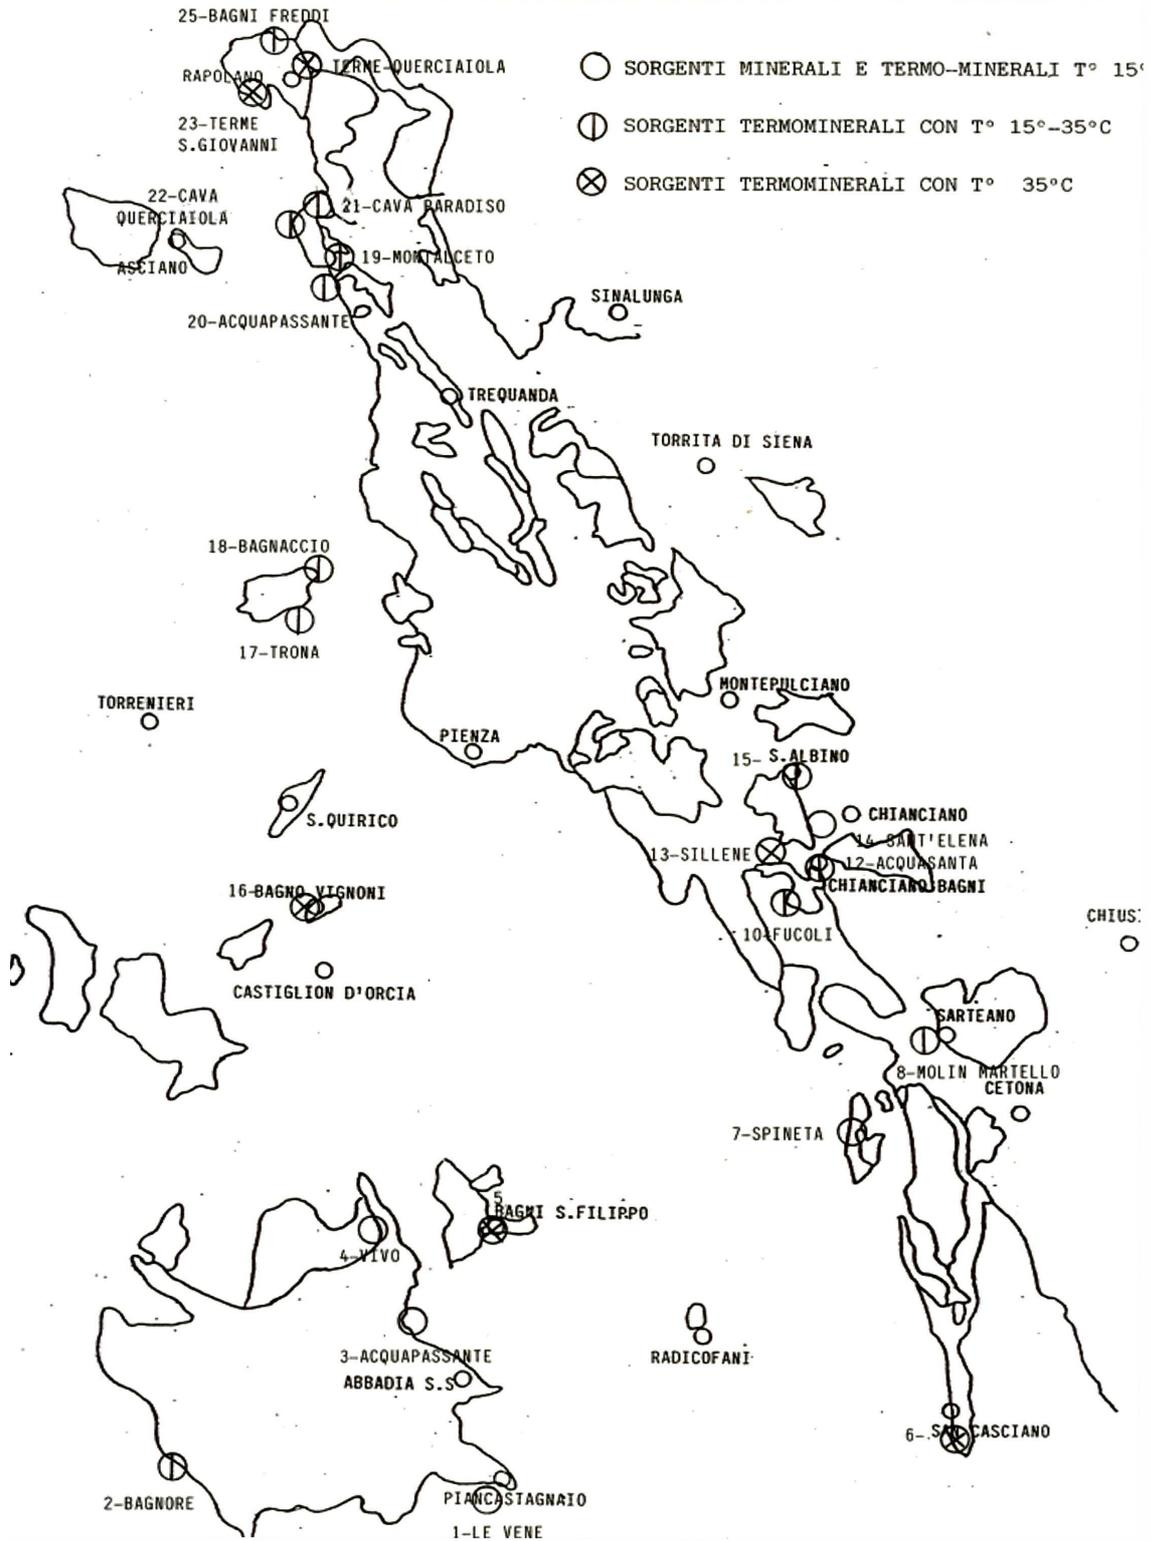 25-BAGNI FREDDI
TERME-QUERCIAIOLA
RAPOLANO
23-TERME
S.GIOVANNI
SORGENTI MINERALI E TERMO-MINERALI T° 15°
SORGENTI TERMOMINERALI CON T° 15°-35°C
SORGENTI TERMOMINERALI CON T° 35°C
22-CAVA
QUERCIAIOLA
21-CAVA PARADISO
ASCIANO
19-MONTALCETO
20-ACQUAPASSANTE
SINALUNGA
TREQUANDA
TORRITA DI SIENA
18-BAGNACCIO
17-TRONA
TORRENIERI
PIENZA
MONTEPULCIANO
15- S.ALBINO
S.QUIRICO
CHIANCIANO
14-SANT'ELENA
13-SILLENE
12-ACQUASANTA
CHIANCIANO BAGNI
16-BAGNO VIGNONI
10-FUCOLI
CHIUSI
CASTIGLION D'ORCIA
SARTEANO
8-MOLIN MARTELLO
CETONA
7-SPINETA
5
BAGNI S.FILIPPO
4-VIVO
3-ACQUAPASSANTE
ABBADIA S.S
RADICOFANI
6-SAN CASCIANO
2-BAGNORE
PIANCASTAGNAIO
1-LE VENE